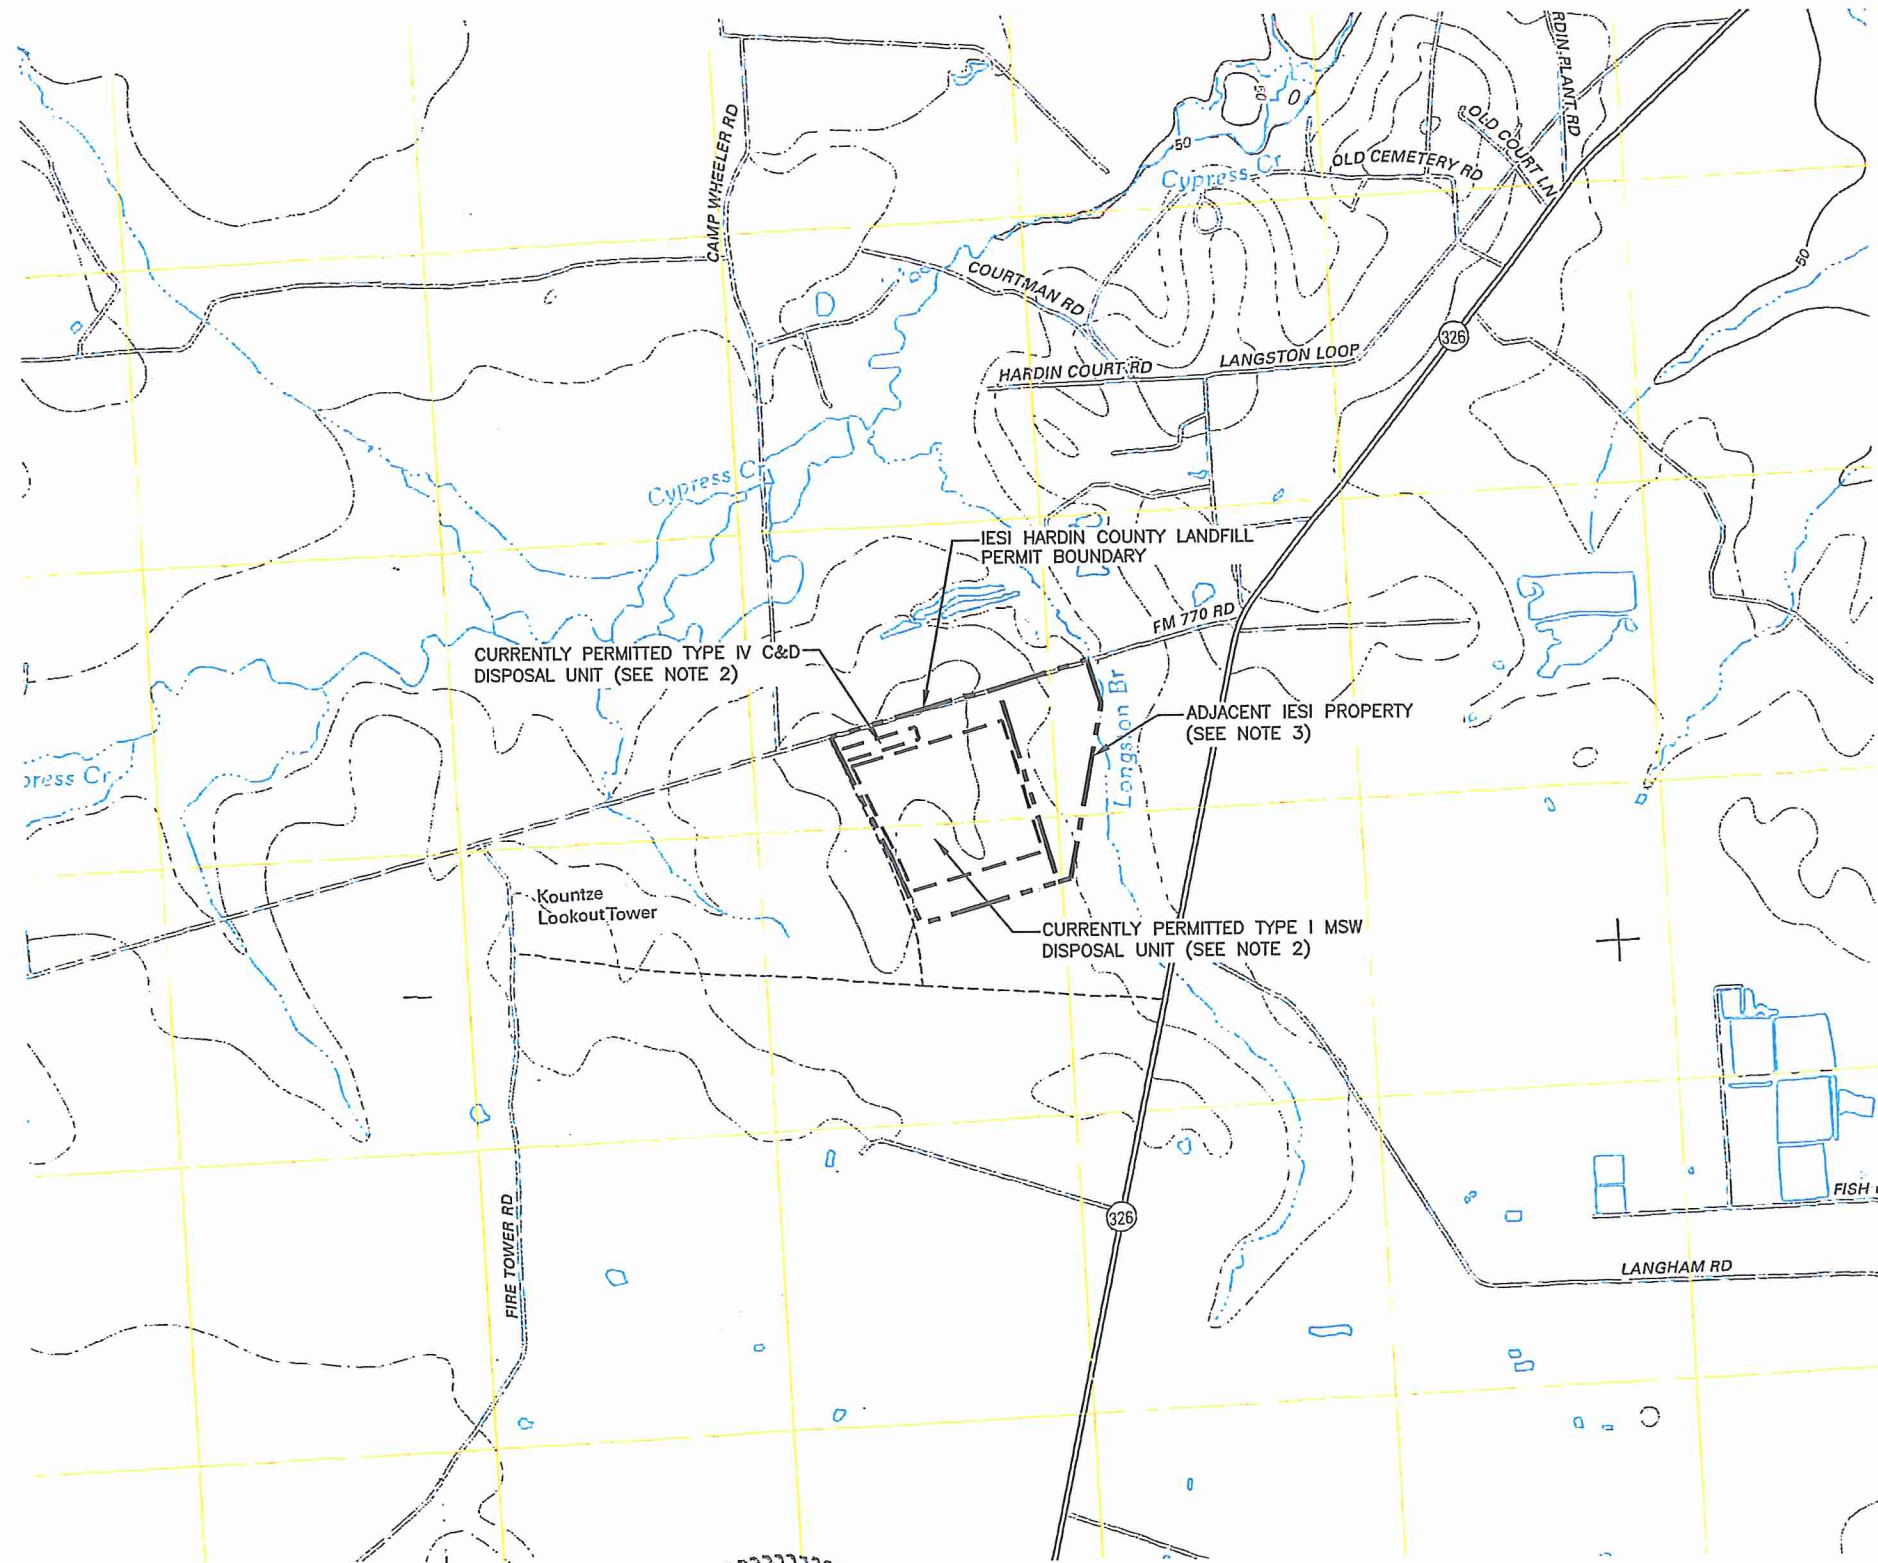 RDIN PLANT RD
OLD COURT LN
50
O
50
CAMP WHEELER RD
Cypress Cr
OLD CEMETERY RD
50
COURTMAN RD
326
HARDIN COURT RD
LANGSTON LOOP
Cypress Cr
IESI HARDIN COUNTY LANDFILL
PERMIT BOUNDARY
FM 770 RD
CURRENTLY PERMITTED TYPE IV C&D
DISPOSAL UNIT (SEE NOTE 2)
ADJACENT IESI PROPERTY
(SEE NOTE 3)
Langston Br
press Cr
Kountze
Lookout Tower
CURRENTLY PERMITTED TYPE I MSW
DISPOSAL UNIT (SEE NOTE 2)
FISH
326
FIRE TOWER RD
LANGHAM RD